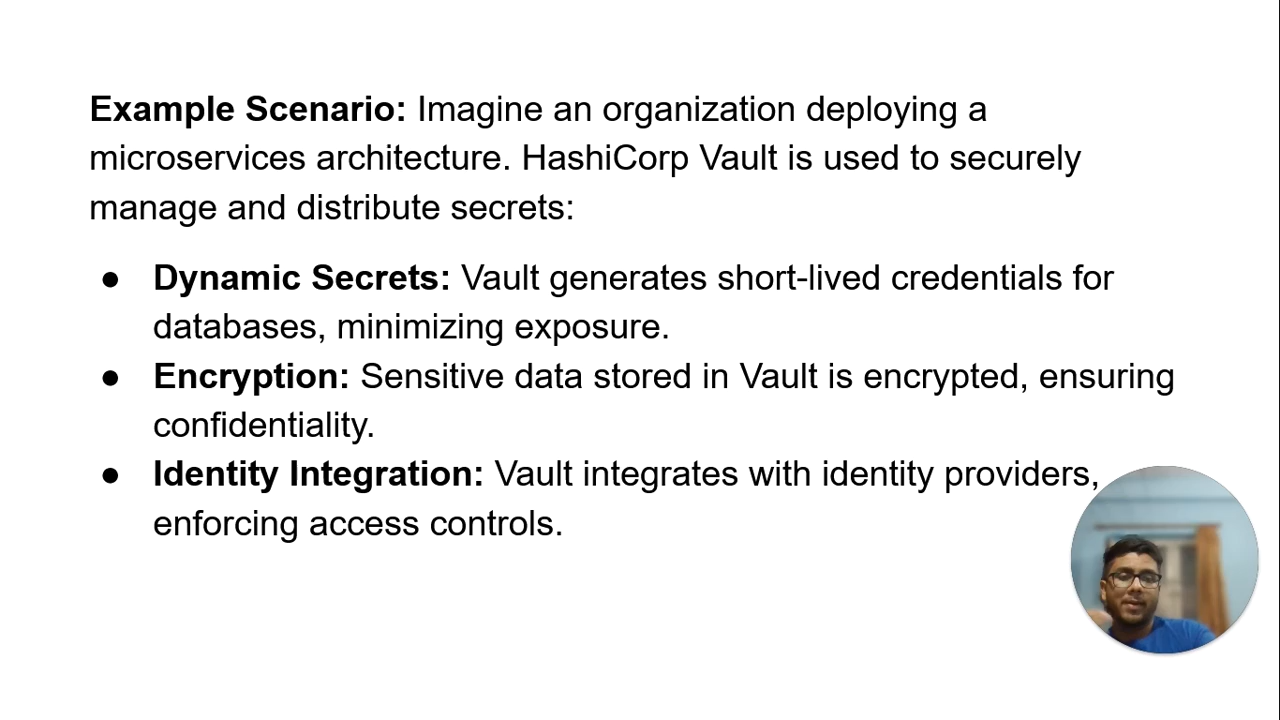 Example Scenario: Imagine an organization deploying a
microservices architecture. HashiCorp Vault is used to securely
manage and distribute secrets:
● Dynamic Secrets: Vault generates short-lived credentials for
databases, minimizing exposure.
● Encryption: Sensitive data stored in Vault is encrypted, ensuring
confidentiality.
● Identity Integration: Vault integrates with identity providers,
enforcing access controls.